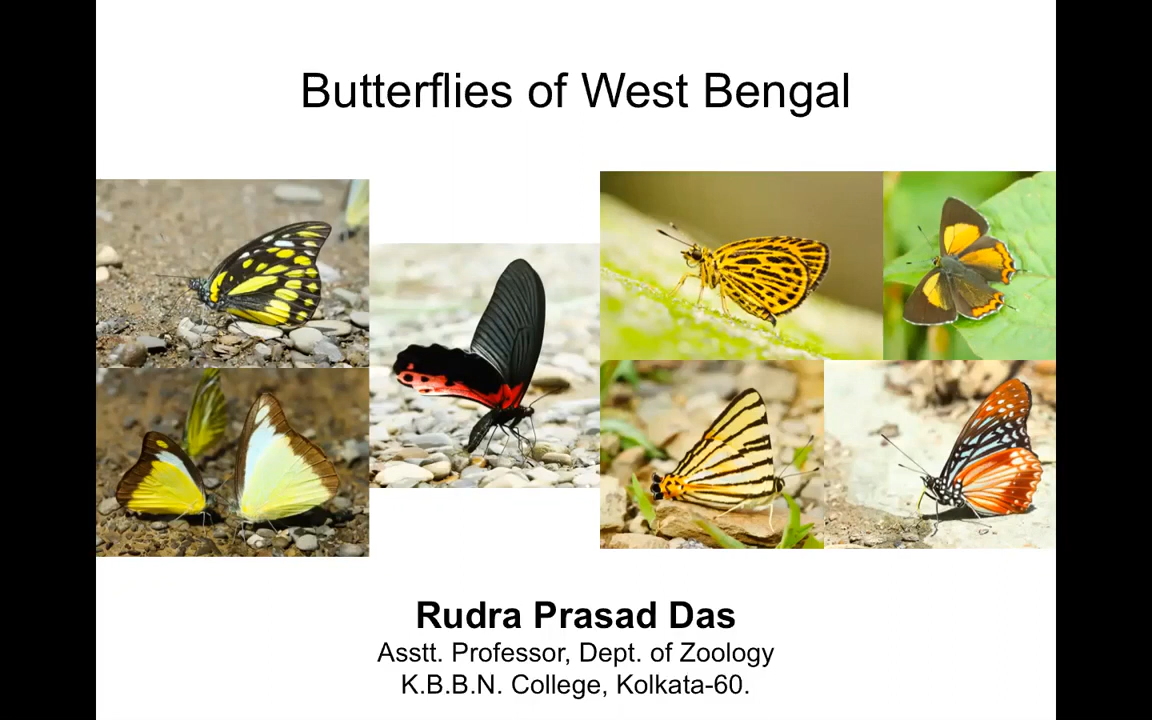 Butterflies of West Bengal
Rudra Prasad Das
Asstt. Professor, Dept. of Zoology
K.B.B.N. College, Kolkata-60.